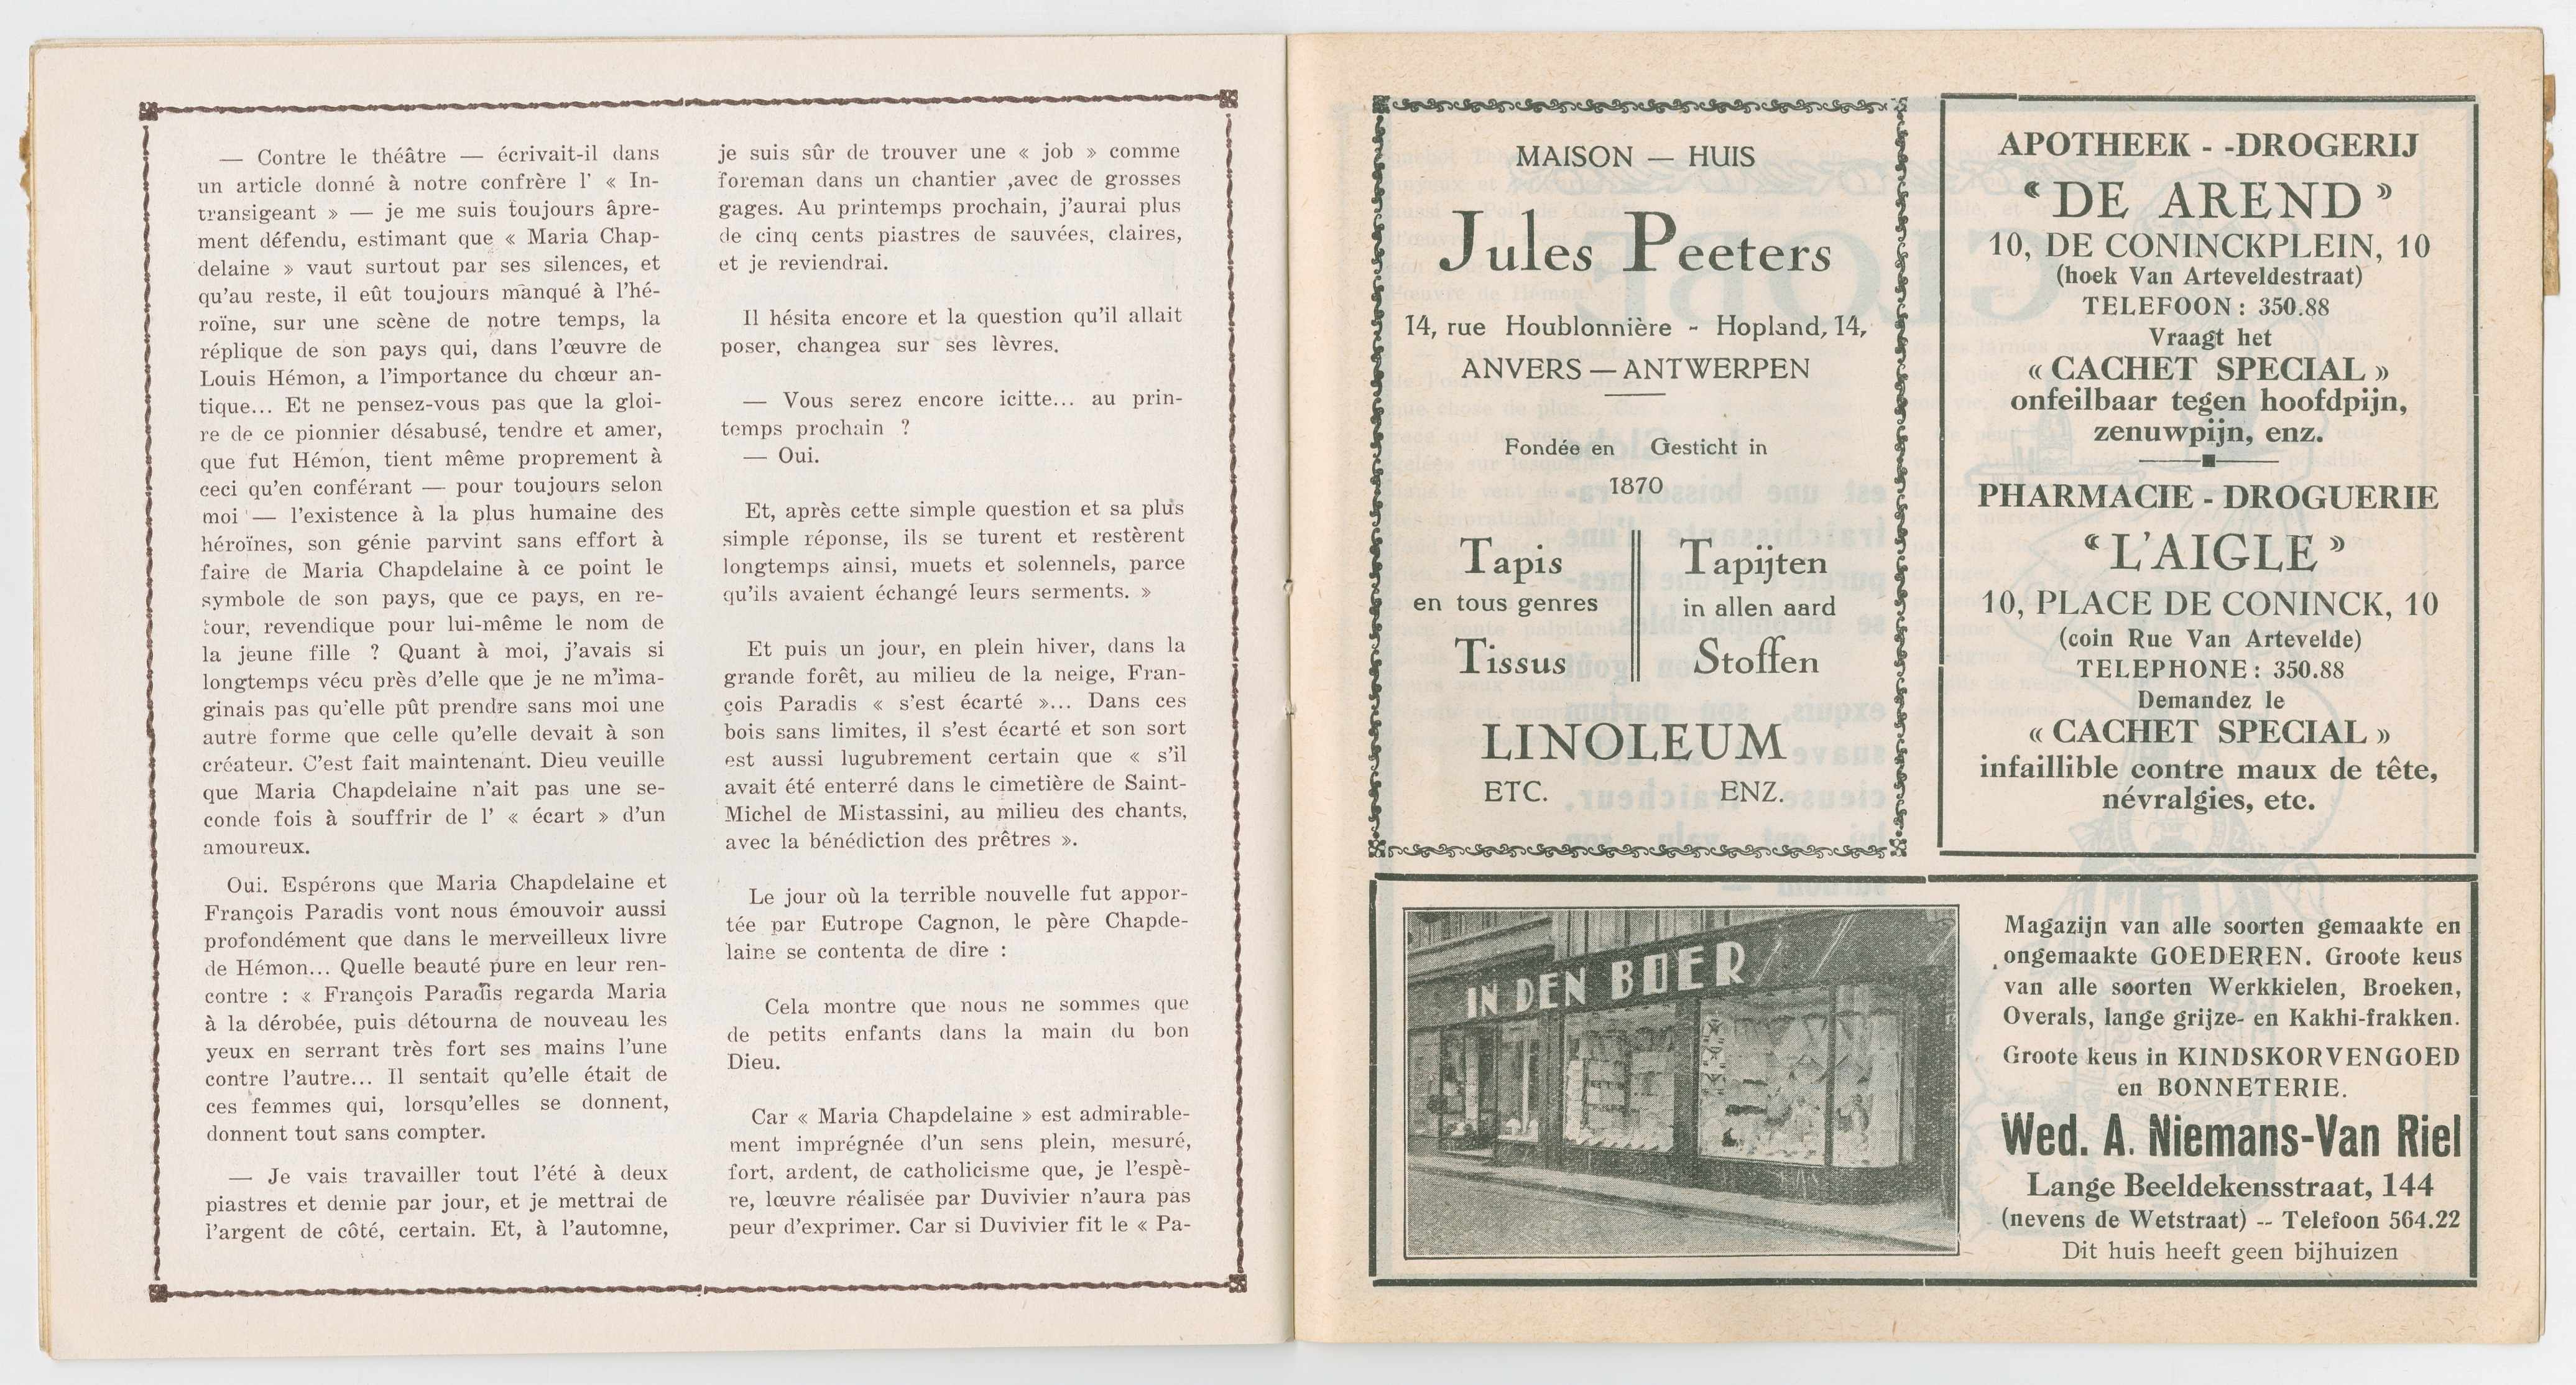 — Contre le théâtre — écrivait-il dans
un article donné à notre confrère l' « In-
transigeant » — je me suis toujours âpre-
ment défendu, estimant que « Maria Chap-
delaine » vaut surtout par ses silences, et
qu'au reste, il eût toujours manqué à l'hé-
roïne, sur une scène de notre temps, la
réplique de son pays qui, dans l'œuvre de
Louis Hémon, a l'importance du chœur an-
tique... Et ne pensez-vous pas que la gloi-
re de ce pionnier désabusé, tendre et amer,
que fut Hémon, tient même proprement à
ceci qu'en conférant — pour toujours selon
moi — l'existence à la plus humaine des
héroïnes, son génie parvint sans effort à
faire de Maria Chapdelaine à ce point le
symbole de son pays, que ce pays, en re-
tour, revendique pour lui-même le nom de
la jeune fille ? Quant à moi, j'avais si
longtemps vécu près d'elle que je ne m'ima-
ginais pas qu'elle pût prendre sans moi une
autre forme que celle qu'elle devait à son
créateur. C'est fait maintenant. Dieu veuille
que Maria Chapdelaine n'ait pas une se-
conde fois à souffrir de l' « écart » d'un
amoureux.
Oui. Espérons que Maria Chapdelaine et
François Paradis vont nous émouvoir aussi
profondément que dans le merveilleux livre
de Hémon... Quelle beauté pure en leur ren-
contre : « François Paradis regarda Maria
à la dérobée, puis détourna de nouveau les
yeux en serrant très fort ses mains l'une
contre l'autre... Il sentait qu'elle était de
ces femmes qui, lorsqu'elles se donnent,
donnent tout sans compter.
— Je vais travailler tout l'été à deux
piastres et demie par jour, et je mettrai de
l'argent de côté, certain. Et, à l'automne,
je suis sûr de trouver une « job » comme
foreman dans un chantier ,avec de grosses
gages. Au printemps prochain, j'aurai plus
de cinq cents piastres de sauvées, claires,
et je reviendrai.
Il hésita encore et la question qu'il allait
poser, changea sur ses lèvres.
— Vous serez encore icitte... au prin-
temps prochain ?
— Oui.
Et, après cette simple question et sa plus
simple réponse, ils se turent et restèrent
longtemps ainsi, muets et solennels, parce
qu'ils avaient échangé leurs serments. »
Et puis un jour, en plein hiver, dans la
grande forêt, au milieu de la neige, Fran-
çois Paradis « s'est écarté »... Dans ces
bois sans limites, il s'est écarté et son sort
est aussi lugubrement certain que « s'il
avait été enterré dans le cimetière de Saint-
Michel de Mistassini, au milieu des chants,
avec la bénédiction des prêtres ».
Le jour où la terrible nouvelle fut appor-
tée par Eutrope Cagnon, le père Chapde-
laine se contenta de dire :
Cela montre que nous ne sommes que
de petits enfants dans la main du bon
Dieu.
Car « Maria Chapdelaine » est admirable-
ment imprégnée d'un sens plein, mesuré,
fort, ardent, de catholicisme que, je l'espè-
re, lœuvre réalisée par Duvivier n'aura pas
peur d'exprimer. Car si Duvivier fit le « Pa-
MAISON — HUIS
Jules Peeters
14, rue Houblonnière - Hopland, 14,
ANVERS — ANTWERPEN
Fondée en Gesticht in
1870
Tapis
en tous genres
Tissus
Tapijten
in allen aard
Stoffen
LINOLEUM
ETC. ENZ.
APOTHEEK - -DROGERIJ
« DE AREND »
10, DE CONINCKPLEIN, 10
(hoek Van Arteveldestraat)
TELEFOON : 350.88
Vraagt het
« CACHET SPECIAL »
onfeilbaar tegen hoofdpijn,
zenuwpijn, enz.
PHARMACIE - DROGUERIE
« L'AIGLE »
10, PLACE DE CONINCK, 10
(coin Rue Van Artevelde)
TELEPHONE : 350.88
Demandez le
« CACHET SPECIAL »
infaillible contre maux de tête,
névralgies, etc.
IN DEN BOER
Magazijn van alle soorten gemaakte en
ongemaakte GOEDEREN. Groote keus
van alle soorten Werkkielen, Broeken,
Overals, lange grijze- en Kakhi-frakken.
Groote keus in KINDSKORVENGOED
en BONNETERIE.
Wed. A. Niemans-Van Riel
Lange Beeldekensstraat, 144
(nevens de Wetstraat) -- Telefoon 564.22
Dit huis heeft geen bijhuizen